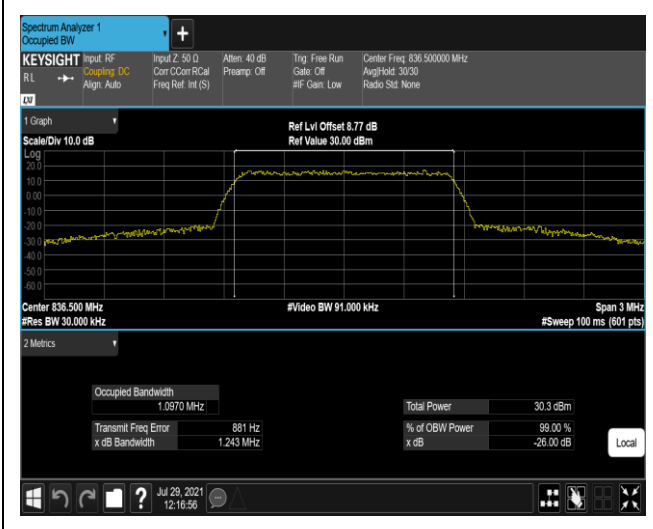 Spectrum Analyzer 1
Occupied BW
+
KEYSIGHT
R L
LXI
Input: RF
Coupling: DC
Align: Auto
Input Z: 50 Ω
Corr CCorr RCal
Freq Ref: Int (S)
Atten: 40 dB
Preamp: Off
Trig: Free Run
Gate: Off
#IF Gain: Low
Center Freq: 836.500000 MHz
Avg|Hold: 30/30
Radio Std: None
1 Graph
Scale/Div 10.0 dB
Ref Lvl Offset 8.77 dB
Ref Value 30.00 dBm
Log
20.0
10.0
0.00
-10.0
-20.0
-30.0
-40.0
-50.0
-60.0
Center 836.500 MHz
#Res BW 30.000 kHz
#Video BW 91.000 kHz
Span 3 MHz
#Sweep 100 ms (601 pts)
2 Metrics
Occupied Bandwidth
1.0970 MHz
Transmit Freq Error 881 Hz
x dB Bandwidth 1.243 MHz
Total Power 30.3 dBm
% of OBW Power 99.00 %
x dB -26.00 dB
Local
?
Jul 29, 2021
12:16:56